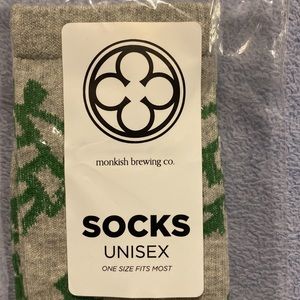 monkish brewing co.
SOCKS
UNISEX
ONE SIZE FITS MOST